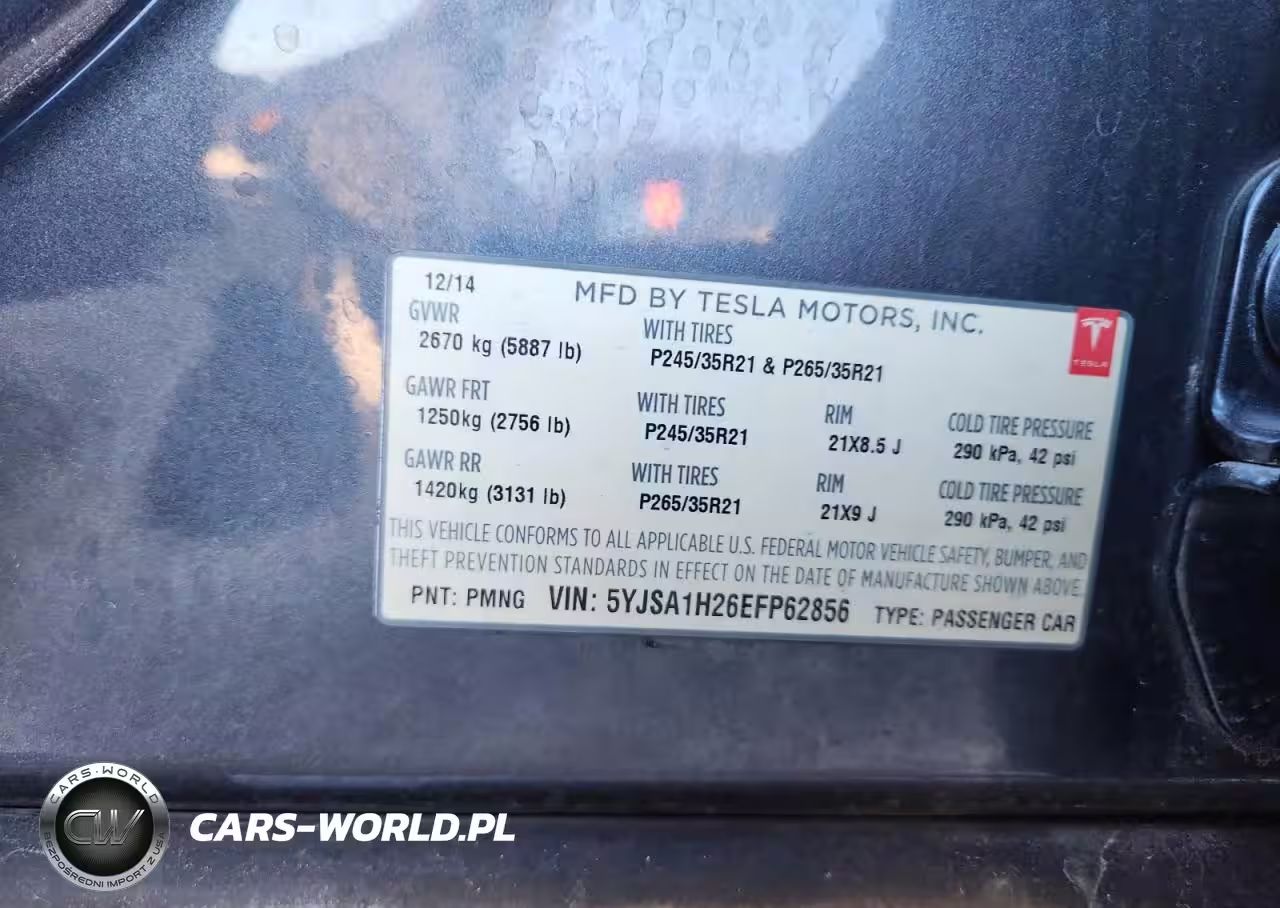 12/14 MFD BY TESLA MOTORS, INC.
GVWR WITH TIRES
2670 kg (5887 lb) P245/35R21 & P265/35R21
TESLA
GAWR FRT WITH TIRES RIM COLD TIRE PRESSURE
1250kg (2756 lb) P245/35R21 21X8.5 J 290 kPa, 42 psi
GAWR RR WITH TIRES RIM COLD TIRE PRESSURE
1420kg (3131 lb) P265/35R21 21X9 J 290 kPa, 42 psi
THIS VEHICLE CONFORMS TO ALL APPLICABLE U.S. FEDERAL MOTOR VEHICLE SAFETY, BUMPER, AND
THEFT PREVENTION STANDARDS IN EFFECT ON THE DATE OF MANUFACTURE SHOWN ABOVE.
PNT: PMNG VIN: 5YJSA1H26EFP62856 TYPE: PASSENGER CAR
CARS-WORLD
CW
BEZPOŚREDNI IMPORT Z USA
CARS-WORLD.PL